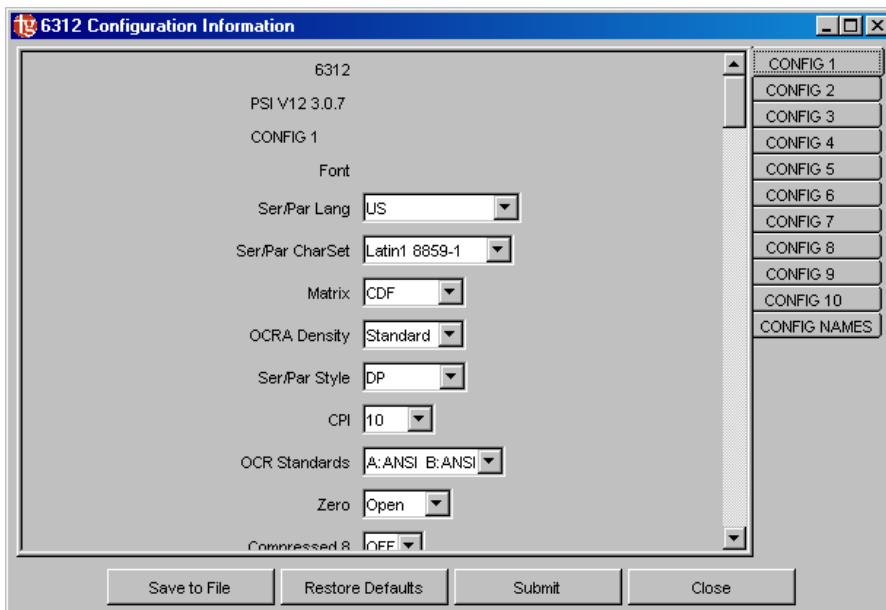 tg 6312 Configuration Information
6312
PSI V12 3.0.7
CONFIG 1
Font
Ser/Par Lang US
Ser/Par CharSet Latin1 8859-1
Matrix CDF
OCRA Density Standard
Ser/Par Style DP
CPI 10
OCR Standards A:ANSI B:ANSI
Zero Open
Compressed 8 OFF
CONFIG 1
CONFIG 2
CONFIG 3
CONFIG 4
CONFIG 5
CONFIG 6
CONFIG 7
CONFIG 8
CONFIG 9
CONFIG 10
CONFIG NAMES
Save to File Restore Defaults Submit Close